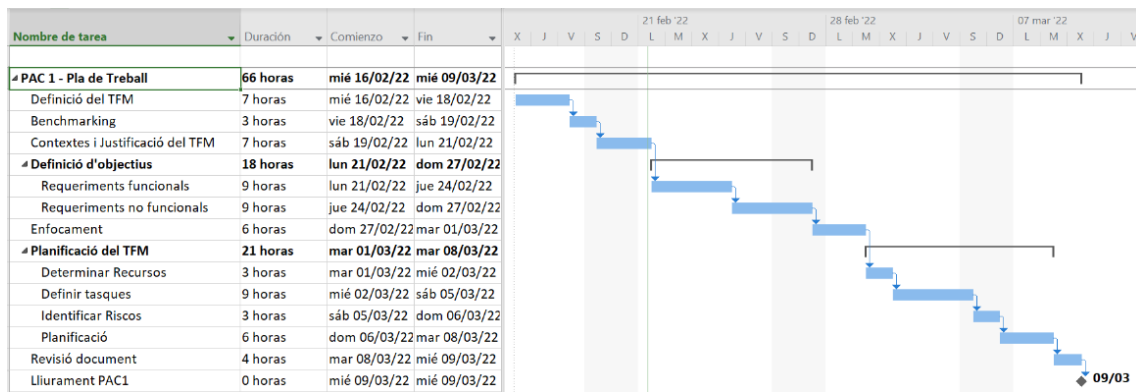 21 feb '22 28 feb '22 07 mar '22
Nombre de tarea Duración Comienzo Fin X J V S D L M X J V S D L M X J V S D L M X J V
PAC 1 - Pla de Treball 66 horas mié 16/02/22 mié 09/03/22
Definició del TFM 7 horas mié 16/02/22 vie 18/02/22
Benchmarking 3 horas vie 18/02/22 sáb 19/02/22
Contextes i Justificació del TFM 7 horas sáb 19/02/22 lun 21/02/22
Definició d'objectius 18 horas lun 21/02/22 dom 27/02/22
Requeriments funcionals 9 horas lun 21/02/22 jue 24/02/22
Requeriments no funcionals 9 horas jue 24/02/22 dom 27/02/22
Enfocament 6 horas dom 27/02/22 mar 01/03/22
Planificació del TFM 21 horas mar 01/03/22 mar 08/03/22
Determinar Recursos 3 horas mar 01/03/22 mié 02/03/22
Definir tasques 9 horas mié 02/03/22 sáb 05/03/22
Identificar Riscos 3 horas sáb 05/03/22 dom 06/03/22
Planificació 6 horas dom 06/03/22 mar 08/03/22
Revisió document 4 horas mar 08/03/22 mié 09/03/22
Lliurament PAC1 0 horas mié 09/03/22 mié 09/03/22 09/03